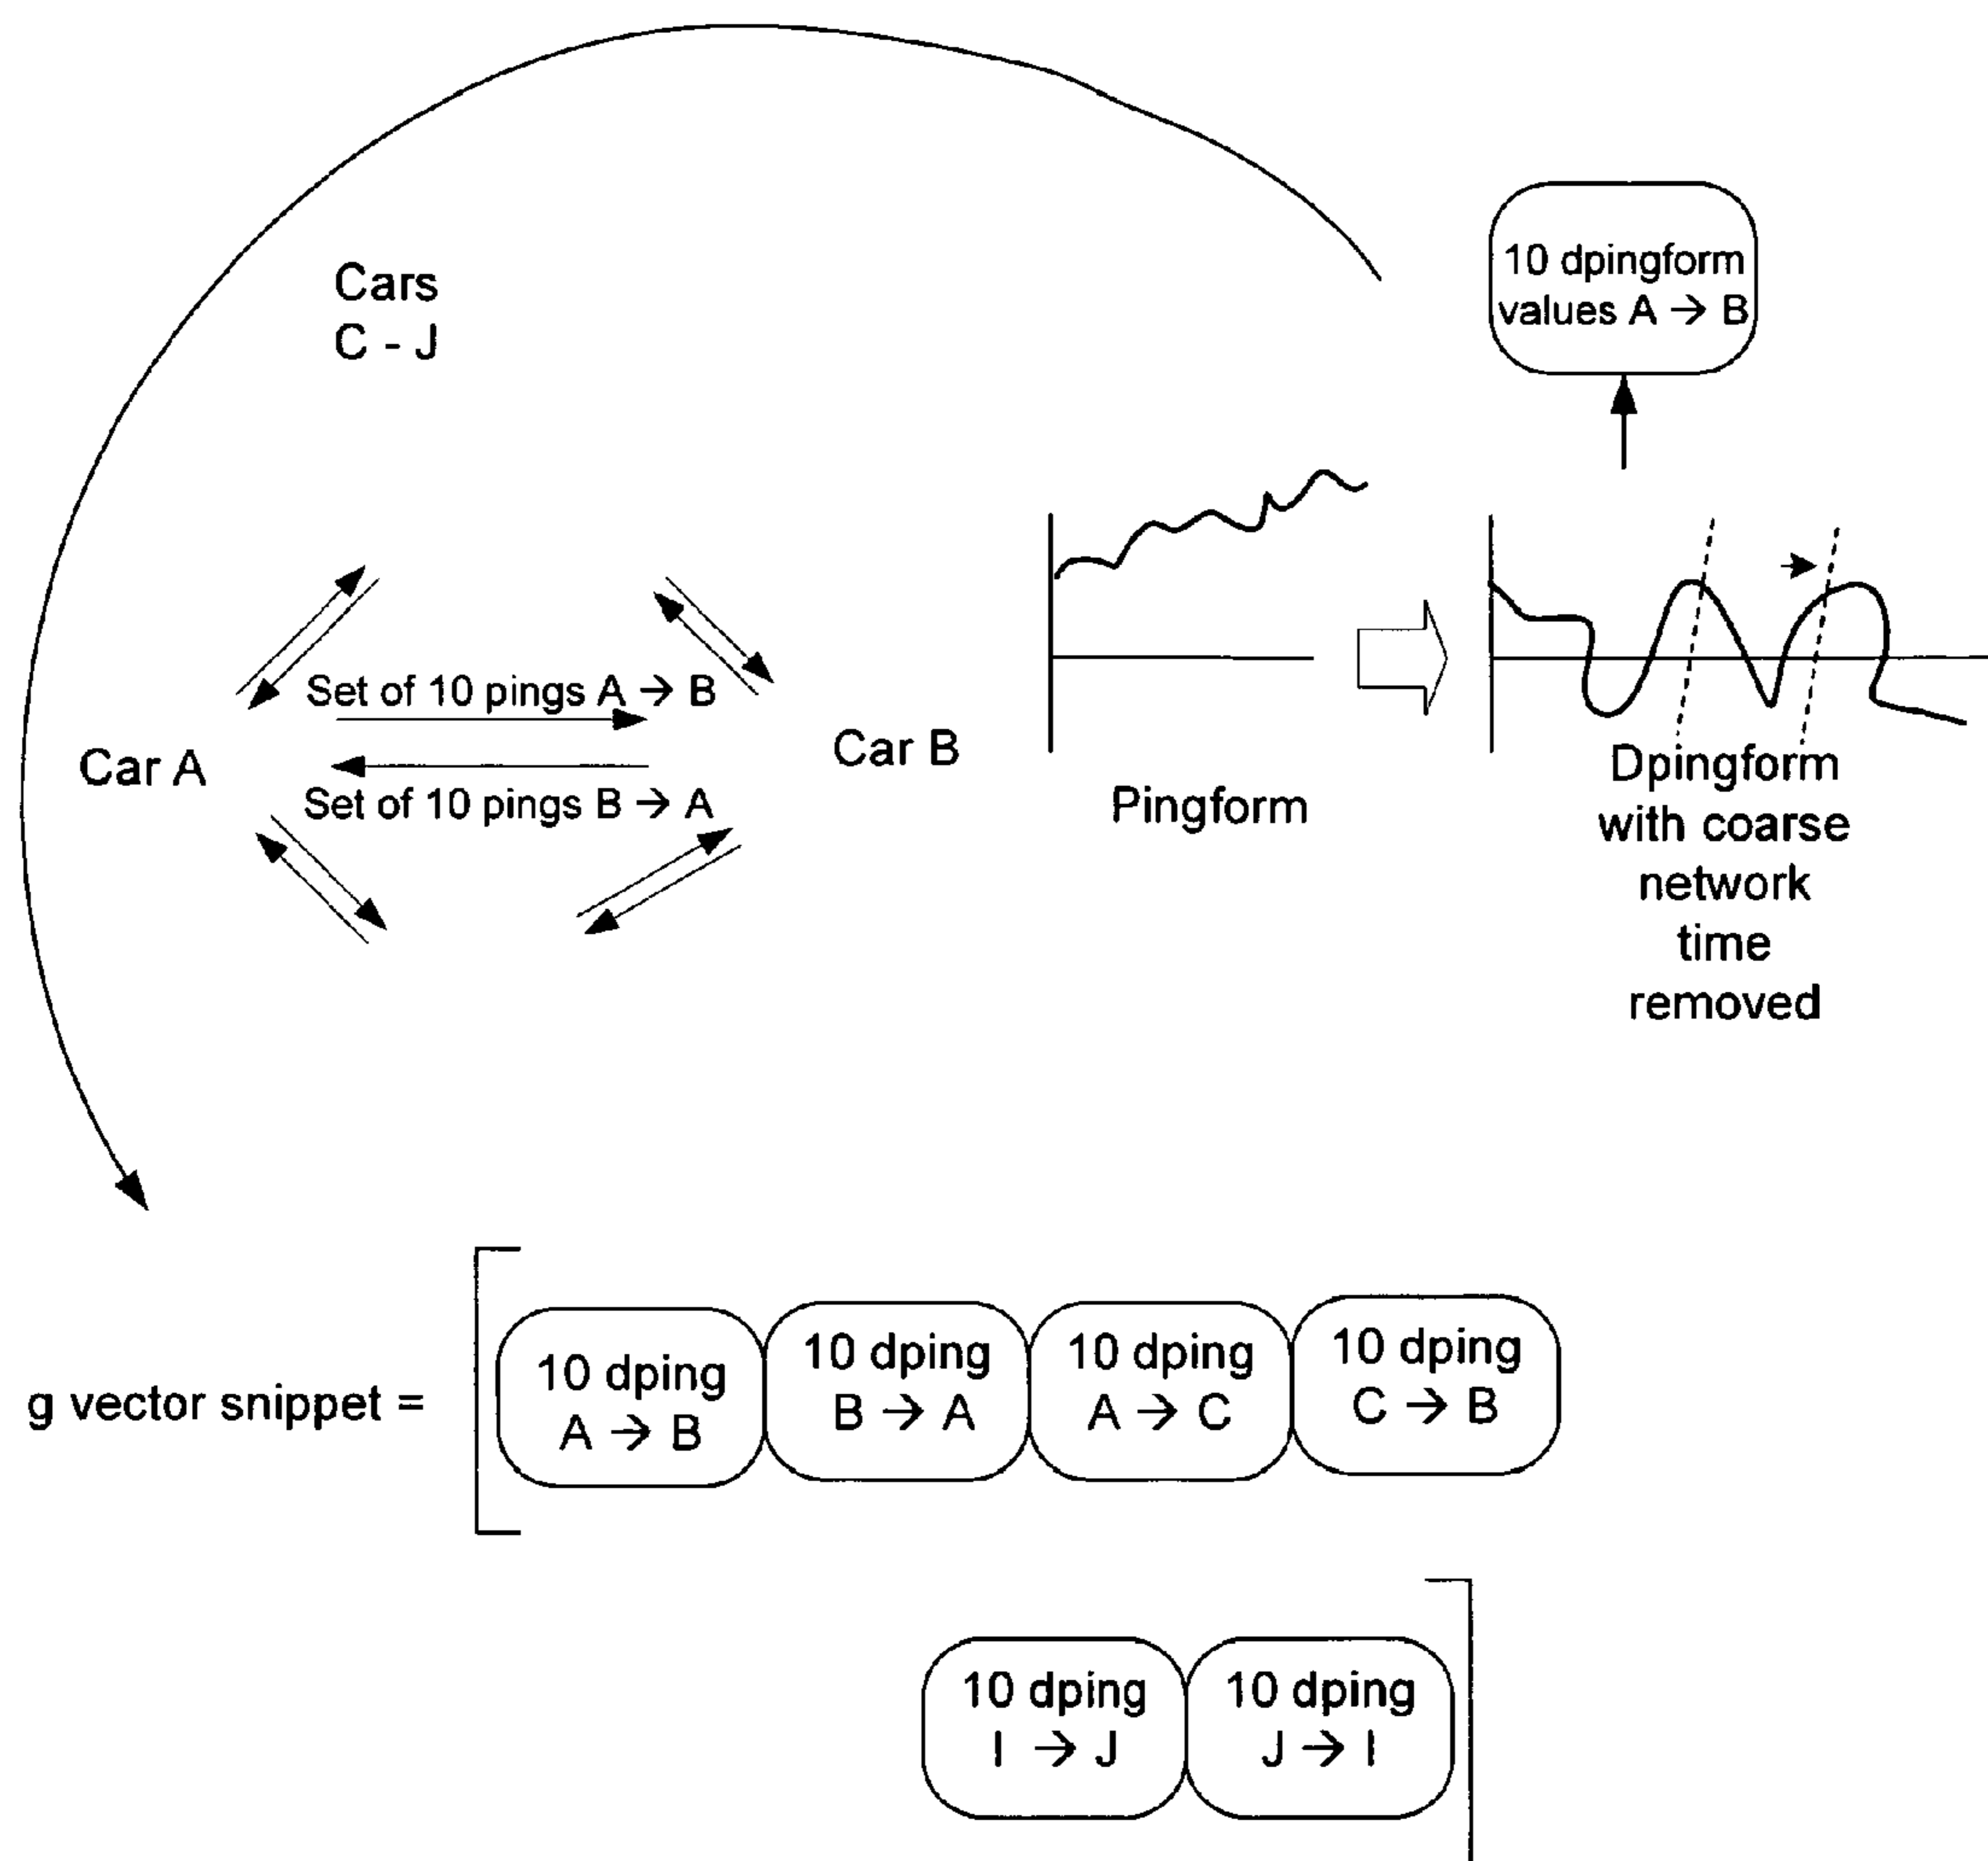 Cars
C - J
10 dpingform
values A → B
Set of 10 pings A → B
Car A
Car B
Set of 10 pings B → A
Pingform
Dpingform
with coarse
network
time
removed
g vector snippet =
10 dping
A → B
10 dping
B → A
10 dping
A → C
10 dping
C → B
10 dping
I → J
10 dping
J → I